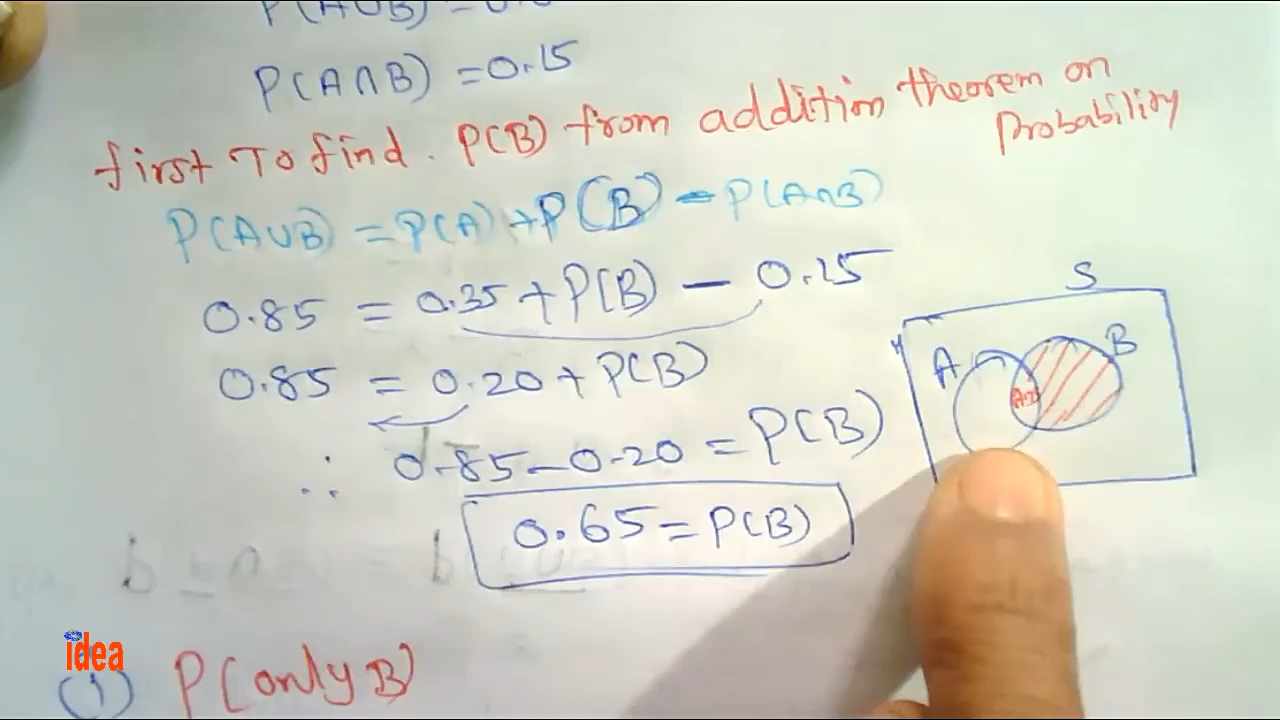 P(A∪B) = 0.
P(A∩B) = 0.15
first To find. P(B) from addition theorem on
Probability
P(A∪B) = P(A) + P(B) - P(A∩B)
0.85 = 0.35 + P(B) - 0.15
0.85 = 0.20 + P(B)
∴ 0.85 - 0.20 = P(B)
0.65 = P(B)
S
A
B
idea
(1) P(only B)